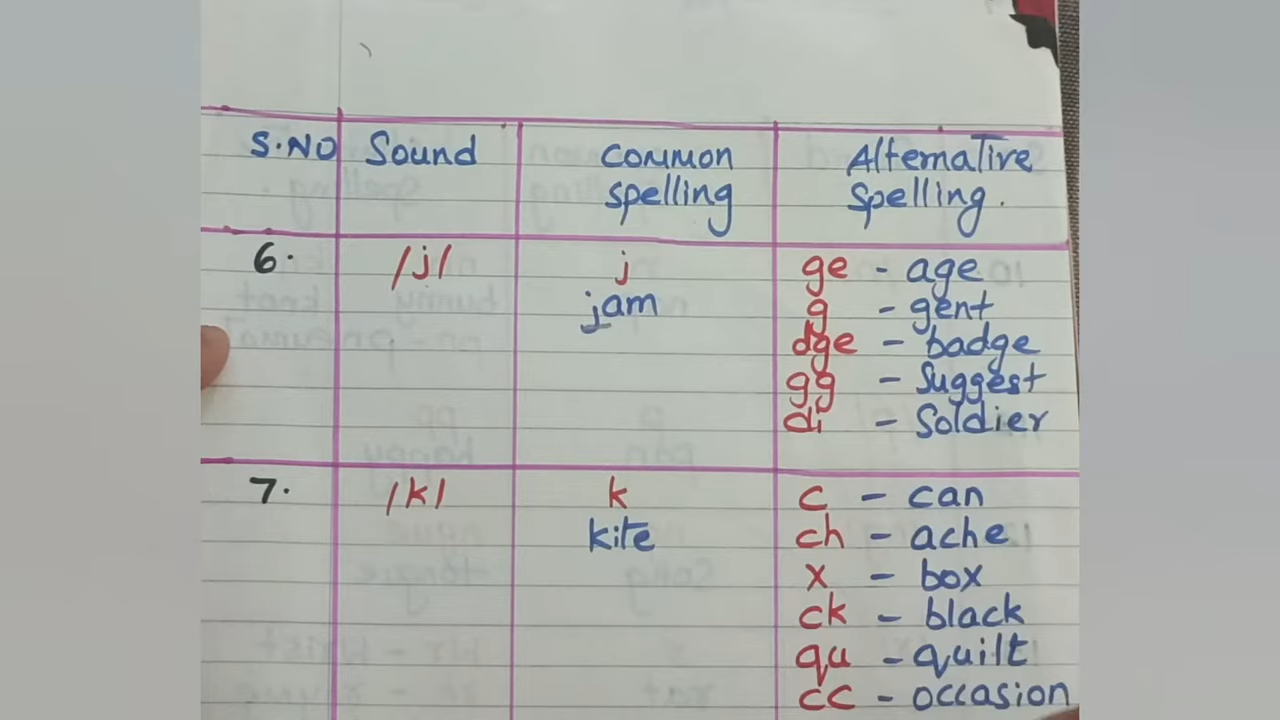 S.NO Sound Common spelling Alternative spelling.
6. /j/ j ge - age
jam g - gent
dge - badge
gg - Suggest
di - Soldier
7. /k/ k c - can
kite ch - ache
x - box
ck - black
qu - quilt
cc - occasion